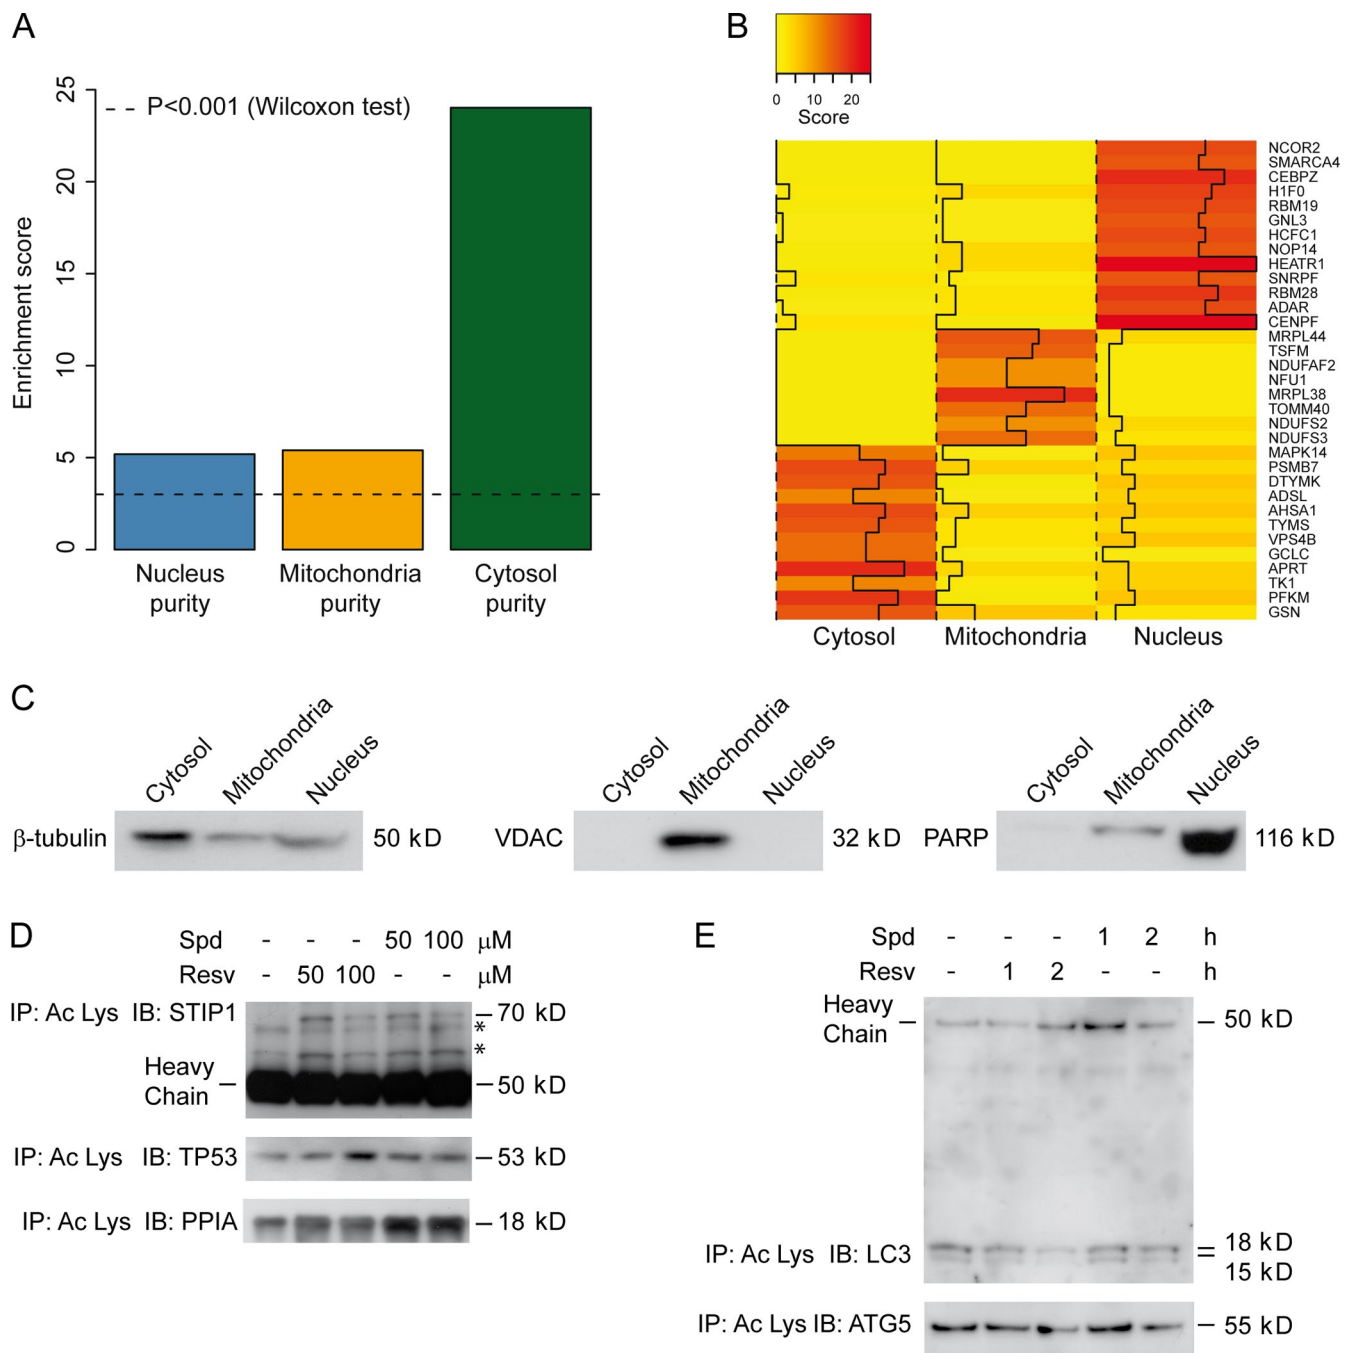 A
Enrichment score
25
20
15
10
5
0
P<0.001 (Wilcoxon test)
Nucleus purity
Mitochondria purity
Cytosol purity
B
0 10 20
Score
NCOR2
SMARCA4
CEBPZ
H1F0
RBM19
GNL3
HCFC1
NOP14
HEATR1
SNRPF
RBM28
ADAR
CENPF
MRPL44
TSFM
NDUFAF2
NFU1
MRPL38
TOMM40
NDUFS2
NDUFS3
MAPK14
PSMB7
DTYMK
ADSL
AHSA1
TYMS
VPS4B
GCLC
APRT
TK1
PFKM
GSN
Cytosol Mitochondria Nucleus
C
Cytosol Mitochondria Nucleus
β-tubulin 50 kD
Cytosol Mitochondria Nucleus
VDAC 32 kD
Cytosol Mitochondria Nucleus
PARP 116 kD
D
Spd - - - 50 100 μM
Resv - 50 100 - - μM
IP: Ac Lys IB: STIP1 70 kD
*
*
Heavy
Chain 50 kD
IP: Ac Lys IB: TP53 53 kD
IP: Ac Lys IB: PPIA 18 kD
E
Spd - - - 1 2 h
Resv - 1 2 - - h
Heavy
Chain 50 kD
IP: Ac Lys IB: LC3 18 kD
15 kD
IP: Ac Lys IB: ATG5 55 kD